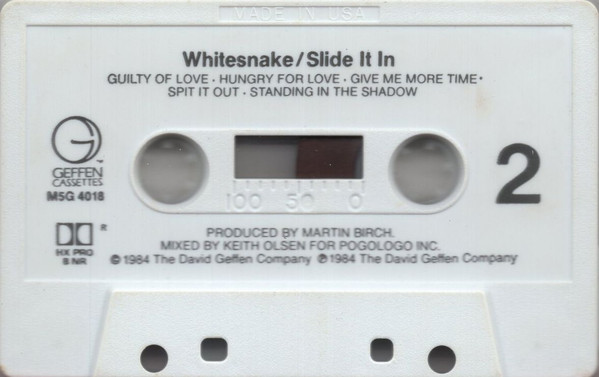 MADE IN USA
Whitesnake/Slide It In
GUILTY OF LOVE · HUNGRY FOR LOVE · GIVE ME MORE TIME ·
SPIT IT OUT · STANDING IN THE SHADOW
G
GEFFEN™
CASSETTES
M5G 4018
2
100 50 0
DD®
HX PRO
B NR
PRODUCED BY MARTIN BIRCH.
MIXED BY KEITH OLSEN FOR POGOLOGO INC.
©1984 The David Geffen Company ℗1984 The David Geffen Company